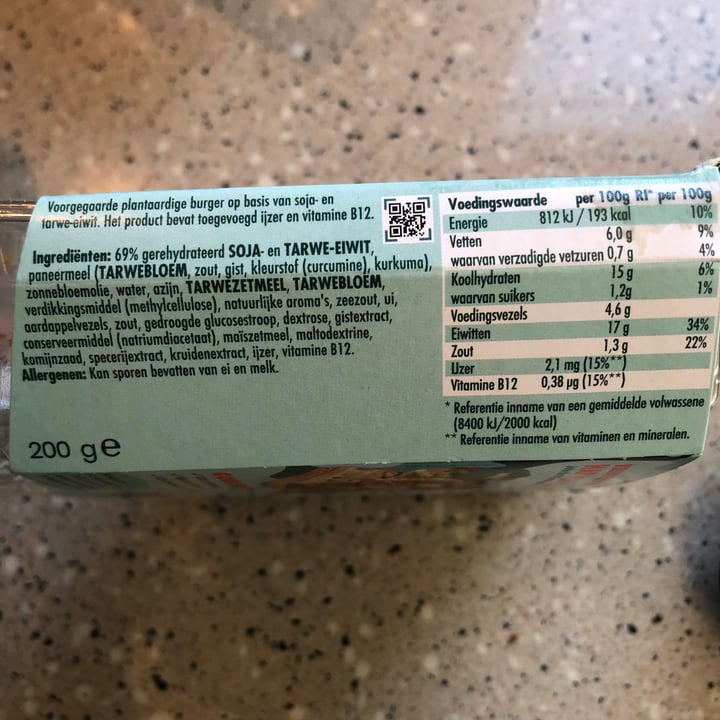 Voorgegaarde plantaardige burger op basis van soja- en
tarwe-eiwit. Het product bevat toegevoegd ijzer en vitamine B12.
Ingrediënten: 69% gerehydrateerd SOJA- en TARWE-EIWIT,
paneermeel (TARWEBLOEM, zout, gist, kleurstof (curcumine), kurkuma),
zonnebloemolie, water, azijn, TARWEZETMEEL, TARWEBLOEM,
verdikkingsmiddel (methylcellulose), natuurlijke aroma's, zeezout, ui,
aardappelvezels, zout, gedroogde glucosestroop, dextrose, gistextract,
conserveermiddel (natriumdiacetaat), maïszetmeel, maltodextrine,
komijnzaad, specerijextract, kruidenextract, ijzer, vitamine B12.
Allergenen: Kan sporen bevatten van ei en melk.
200 g e
Voedingswaarde per 100g RI* per 100g
Energie 812 kJ / 193 kcal 10%
Vetten 6,0 g 9%
waarvan verzadigde vetzuren 0,7 g 4%
Koolhydraten 15 g 6%
waarvan suikers 1,2g 1%
Voedingsvezels 4,6 g
Eiwitten 17 g 34%
Zout 1,3 g 22%
IJzer 2,1 mg (15%**)
Vitamine B12 0,38 µg (15%**)
* Referentie inname van een gemiddelde volwassene
(8400 kJ/2000 kcal)
** Referentie inname van vitaminen en mineralen.